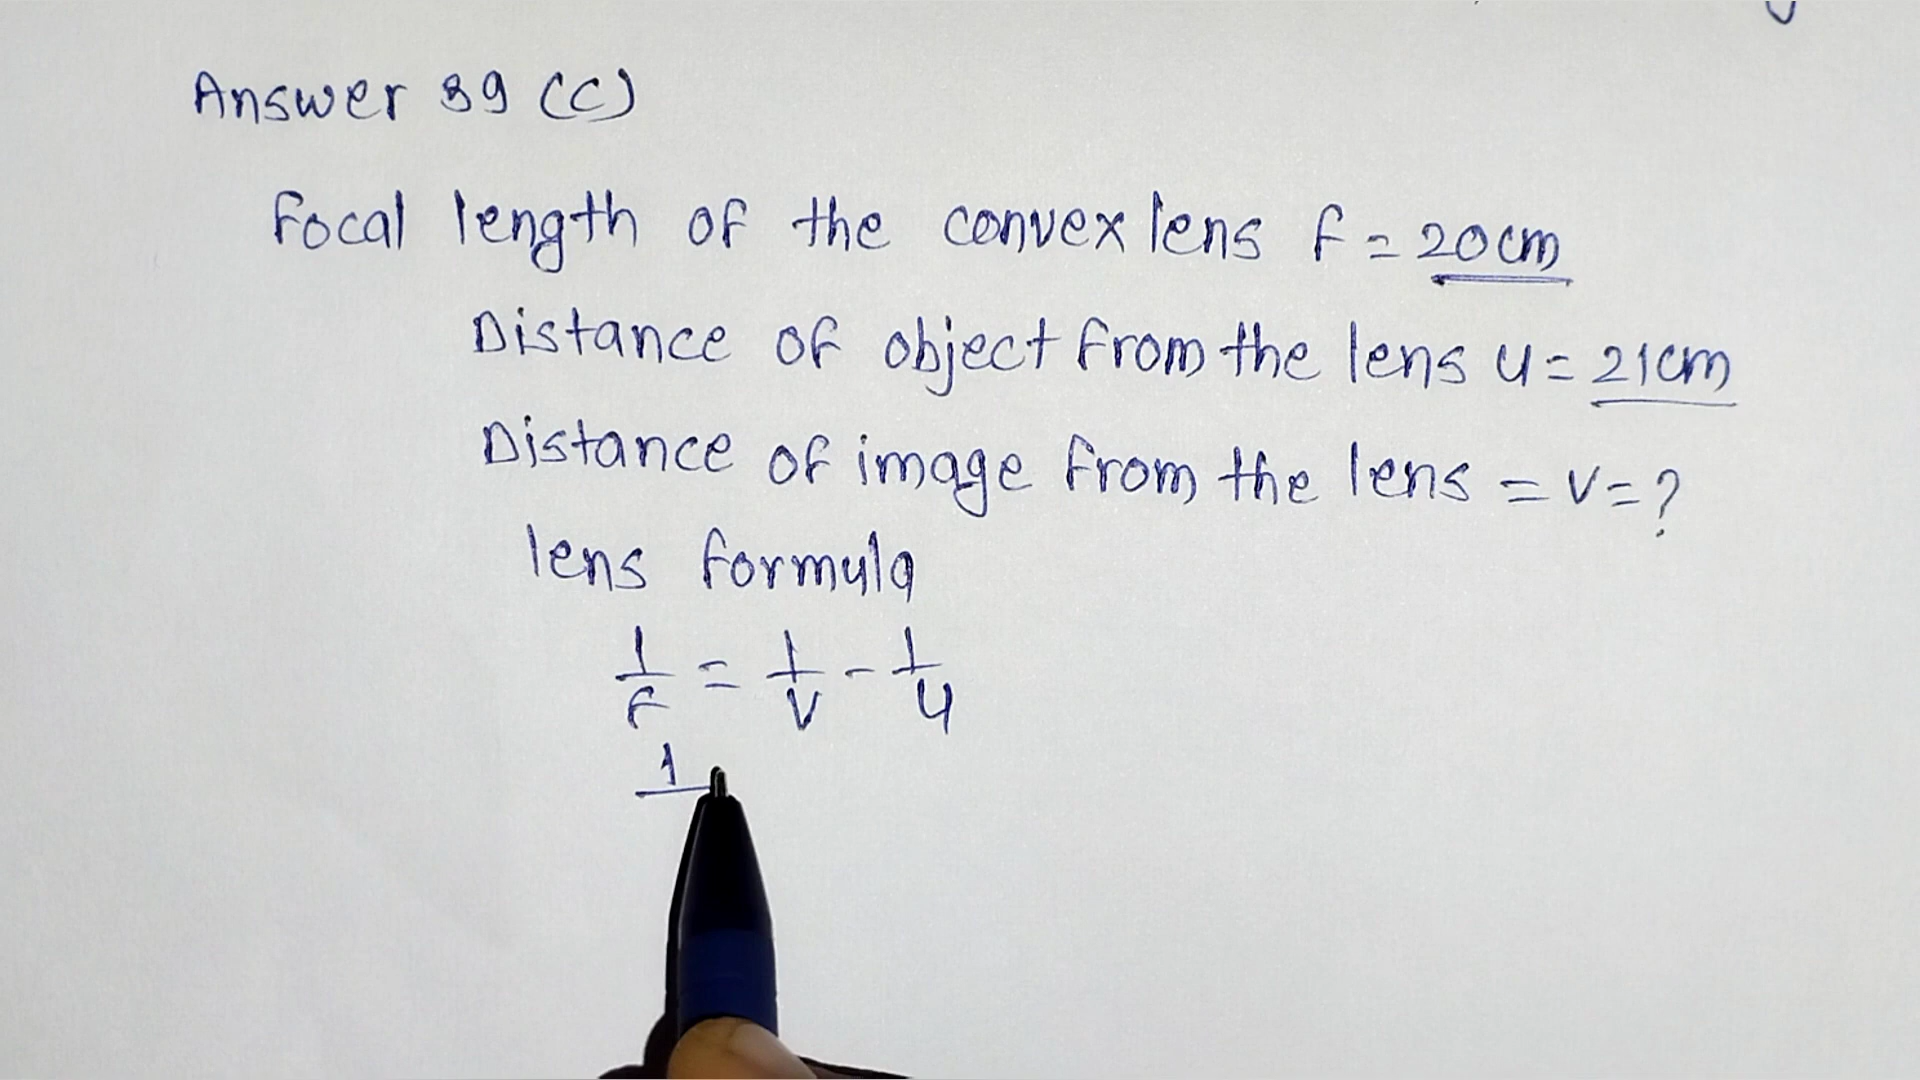 Answer 39 (C)
Focal length of the convex lens f = 20cm
Distance of object from the lens u = 21cm
Distance of image from the lens = v = ?
lens formula
1/f = 1/v - 1/u
1